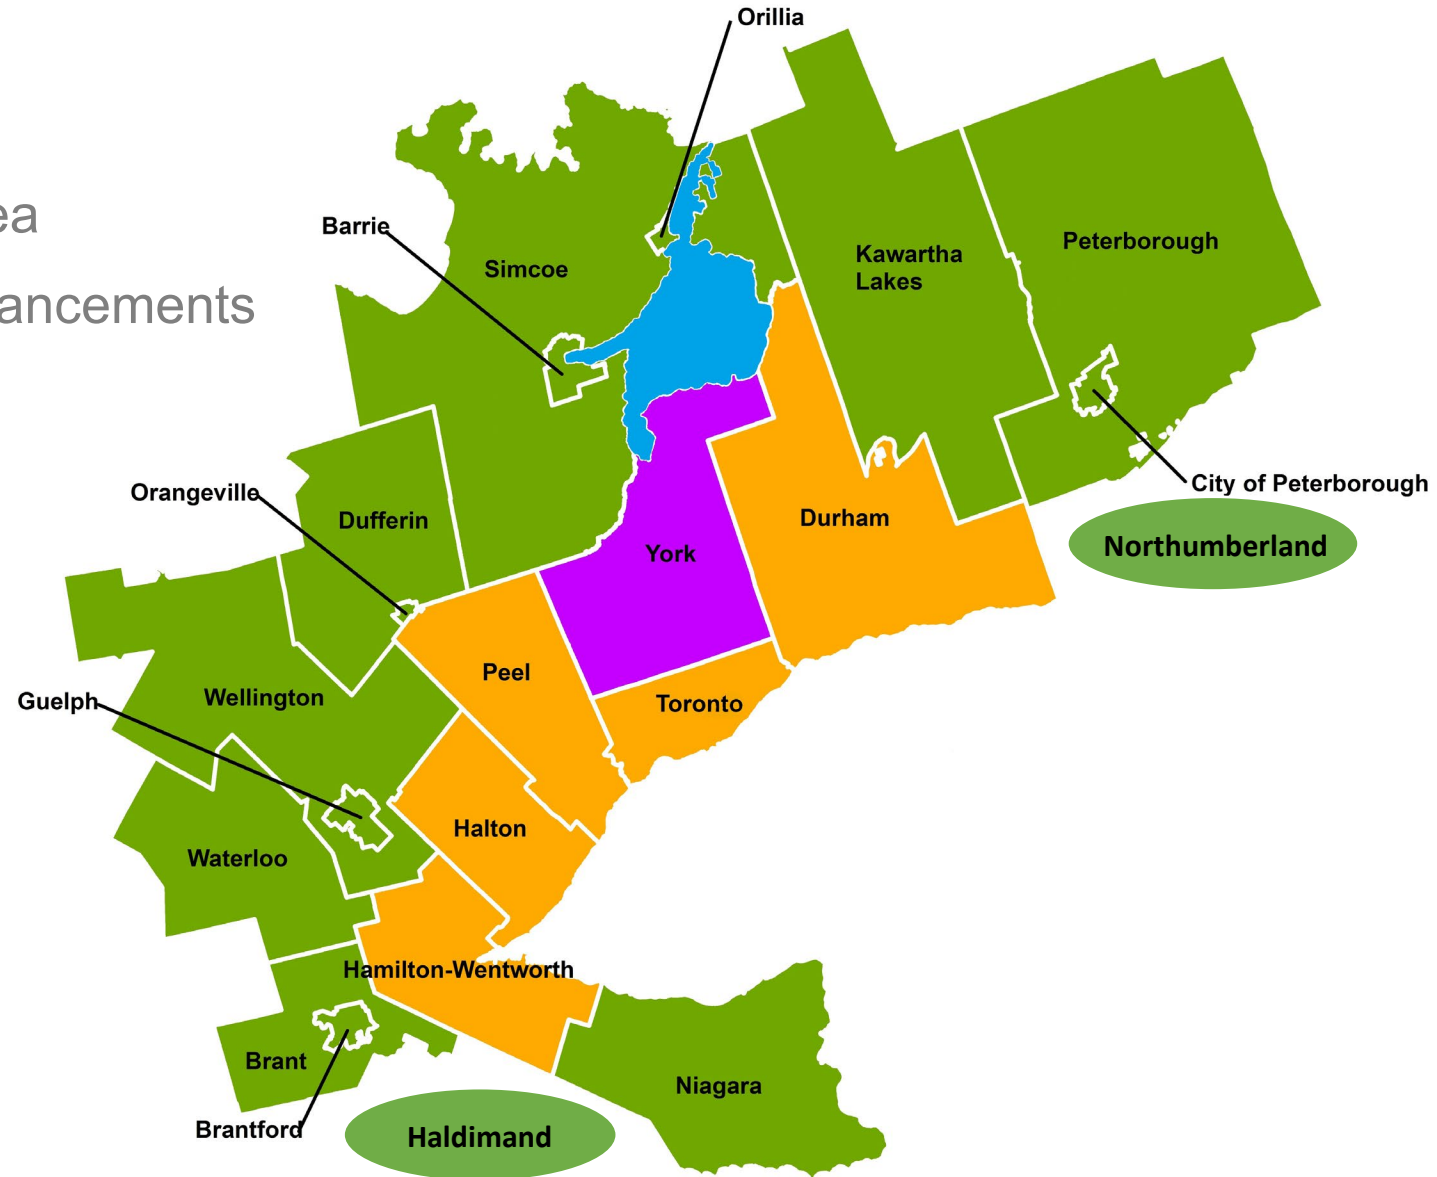 Orillia
ea
Barrie
Simcoe
Kawartha
Lakes
Peterborough
ancements
Orangeville
Dufferin
Durham
City of Peterborough
York
Northumberland
Peel
Wellington
Guelph
Toronto
Halton
Waterloo
Hamilton-Wentworth
Brant
Niagara
Brantford
Haldimand